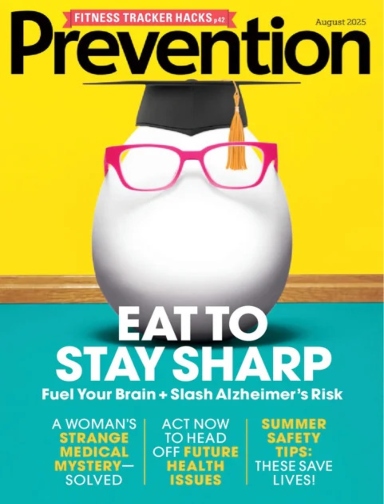 FITNESS TRACKER HACKS p47
August 2025
Prevention
EAT TO
STAY SHARP
Fuel Your Brain + Slash Alzheimer's Risk
A WOMAN'S
STRANGE
MEDICAL
MYSTERY—
SOLVED
ACT NOW
TO HEAD
OFF FUTURE
HEALTH
ISSUES
SUMMER
SAFETY
TIPS:
THESE SAVE
LIVES!